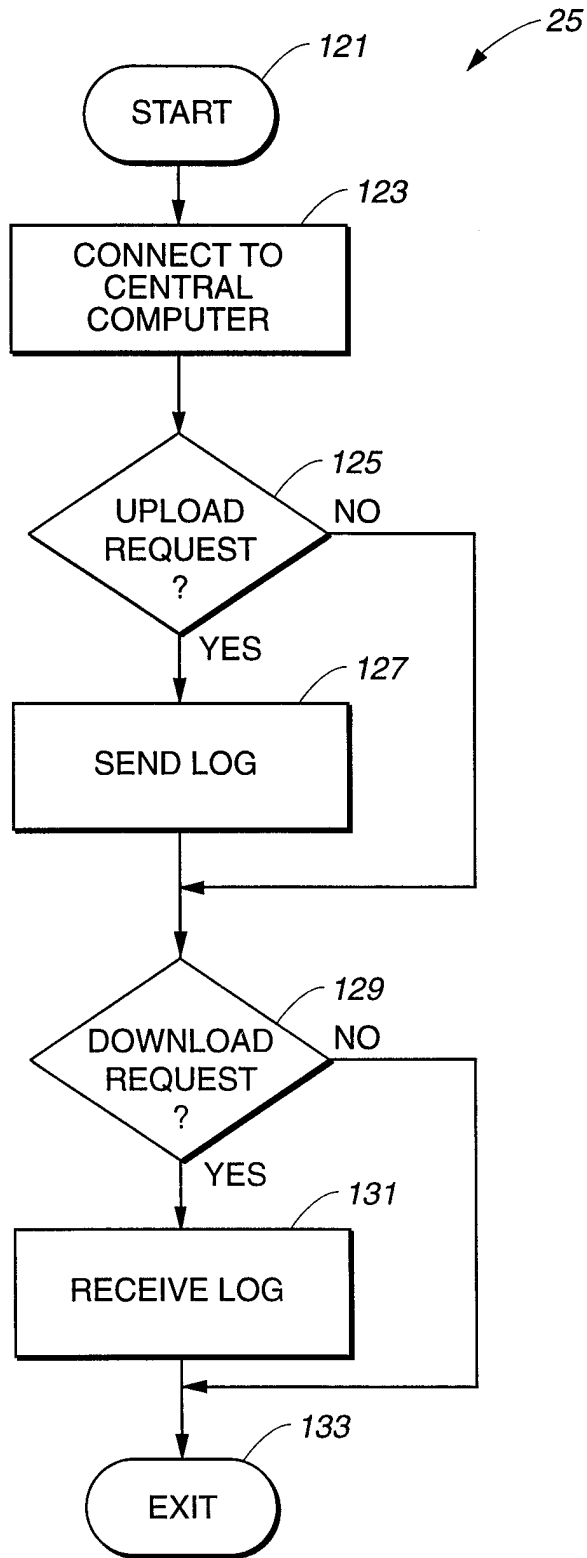 25
121
START
123
CONNECT TO
CENTRAL
COMPUTER
125
UPLOAD
REQUEST
?
NO
YES
127
SEND LOG
129
DOWNLOAD
REQUEST
?
NO
YES
131
RECEIVE LOG
133
EXIT